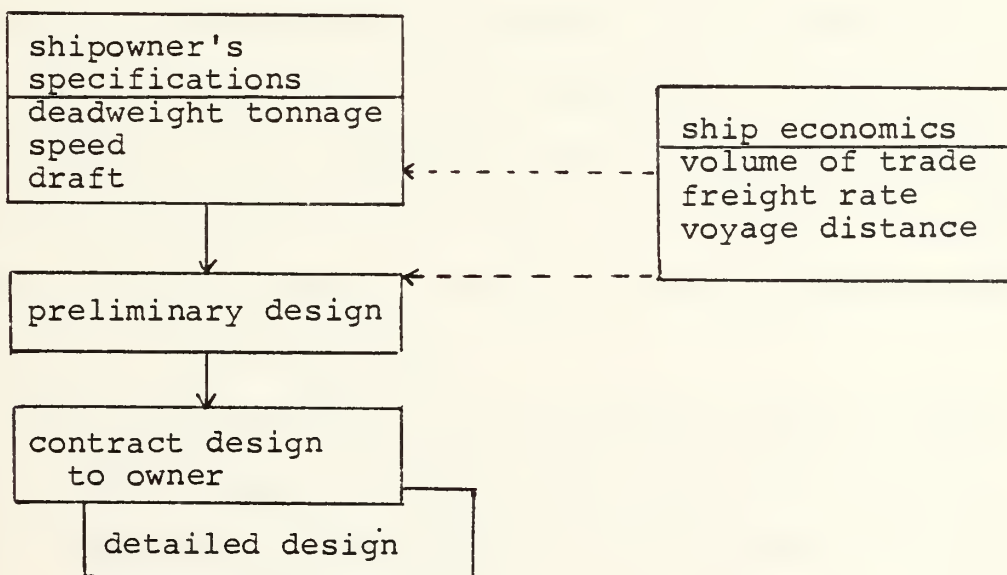 shipowner's
specifications
deadweight tonnage
speed
draft
ship economics
volume of trade
freight rate
voyage distance
preliminary design
contract design
to owner
detailed design